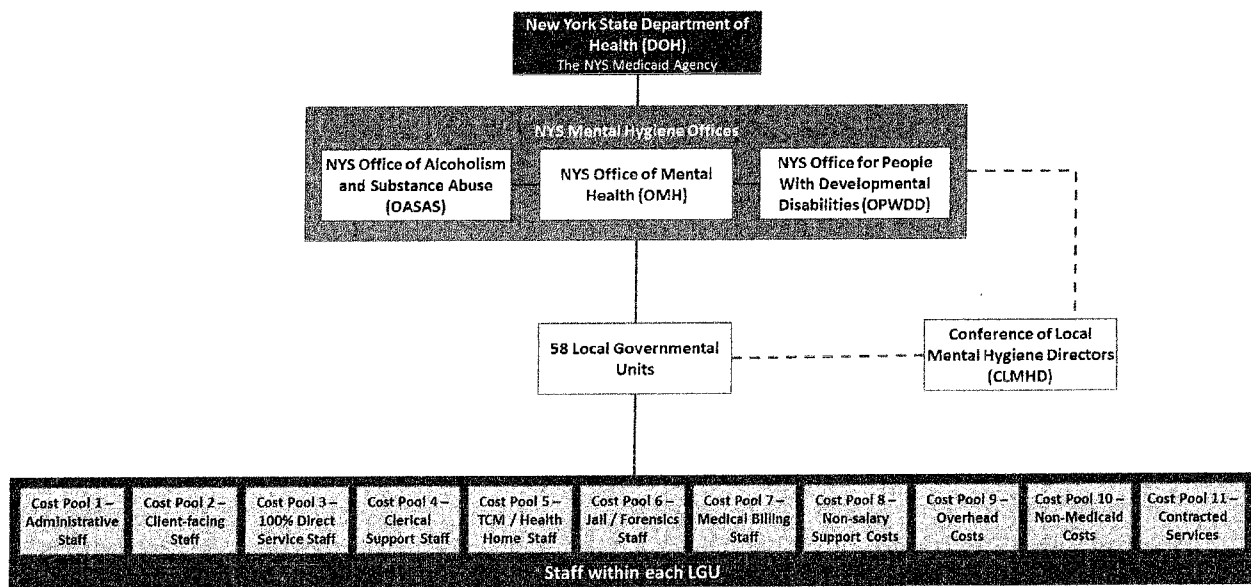 New York State Department of
Health (DOH)
The NYS Medicaid Agency
NYS Mental Hygiene Offices
NYS Office of Alcoholism
and Substance Abuse
(OASAS)
NYS Office of Mental
Health (OMH)
NYS Office for People
With Developmental
Disabilities (OPWDD)
58 Local Governmental
Units
Conference of Local
Mental Hygiene Directors
(CLMHD)
Cost Pool 1 –
Administrative
Staff
Cost Pool 2 –
Client-facing
Staff
Cost Pool 3 –
100% Direct
Service Staff
Cost Pool 4 –
Clerical
Support Staff
Cost Pool 5 –
TCM / Health
Home Staff
Cost Pool 6 –
Jail / Forensics
Staff
Cost Pool 7 –
Medical Billing
Staff
Cost Pool 8 –
Non-salary
Support Costs
Cost Pool 9 –
Overhead
Costs
Cost Pool 10 –
Non-Medicaid
Costs
Cost Pool 11 –
Contracted
Services
Staff within each LGU